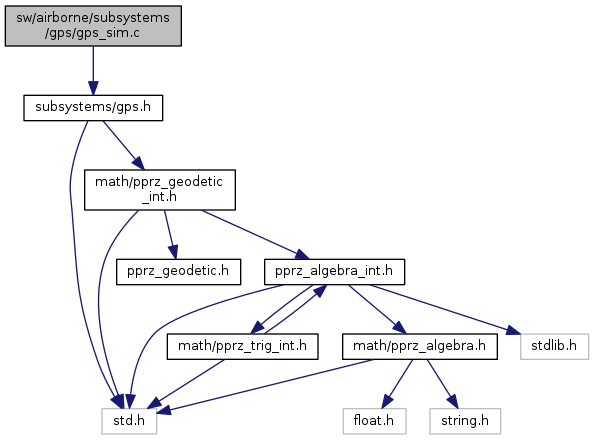 sw/airborne/subsystems
/gps/gps_sim.c
subsystems/gps.h
math/pprz_geodetic
_int.h
pprz_geodetic.h
pprz_algebra_int.h
math/pprz_trig_int.h
math/pprz_algebra.h
stdlib.h
std.h
float.h
string.h